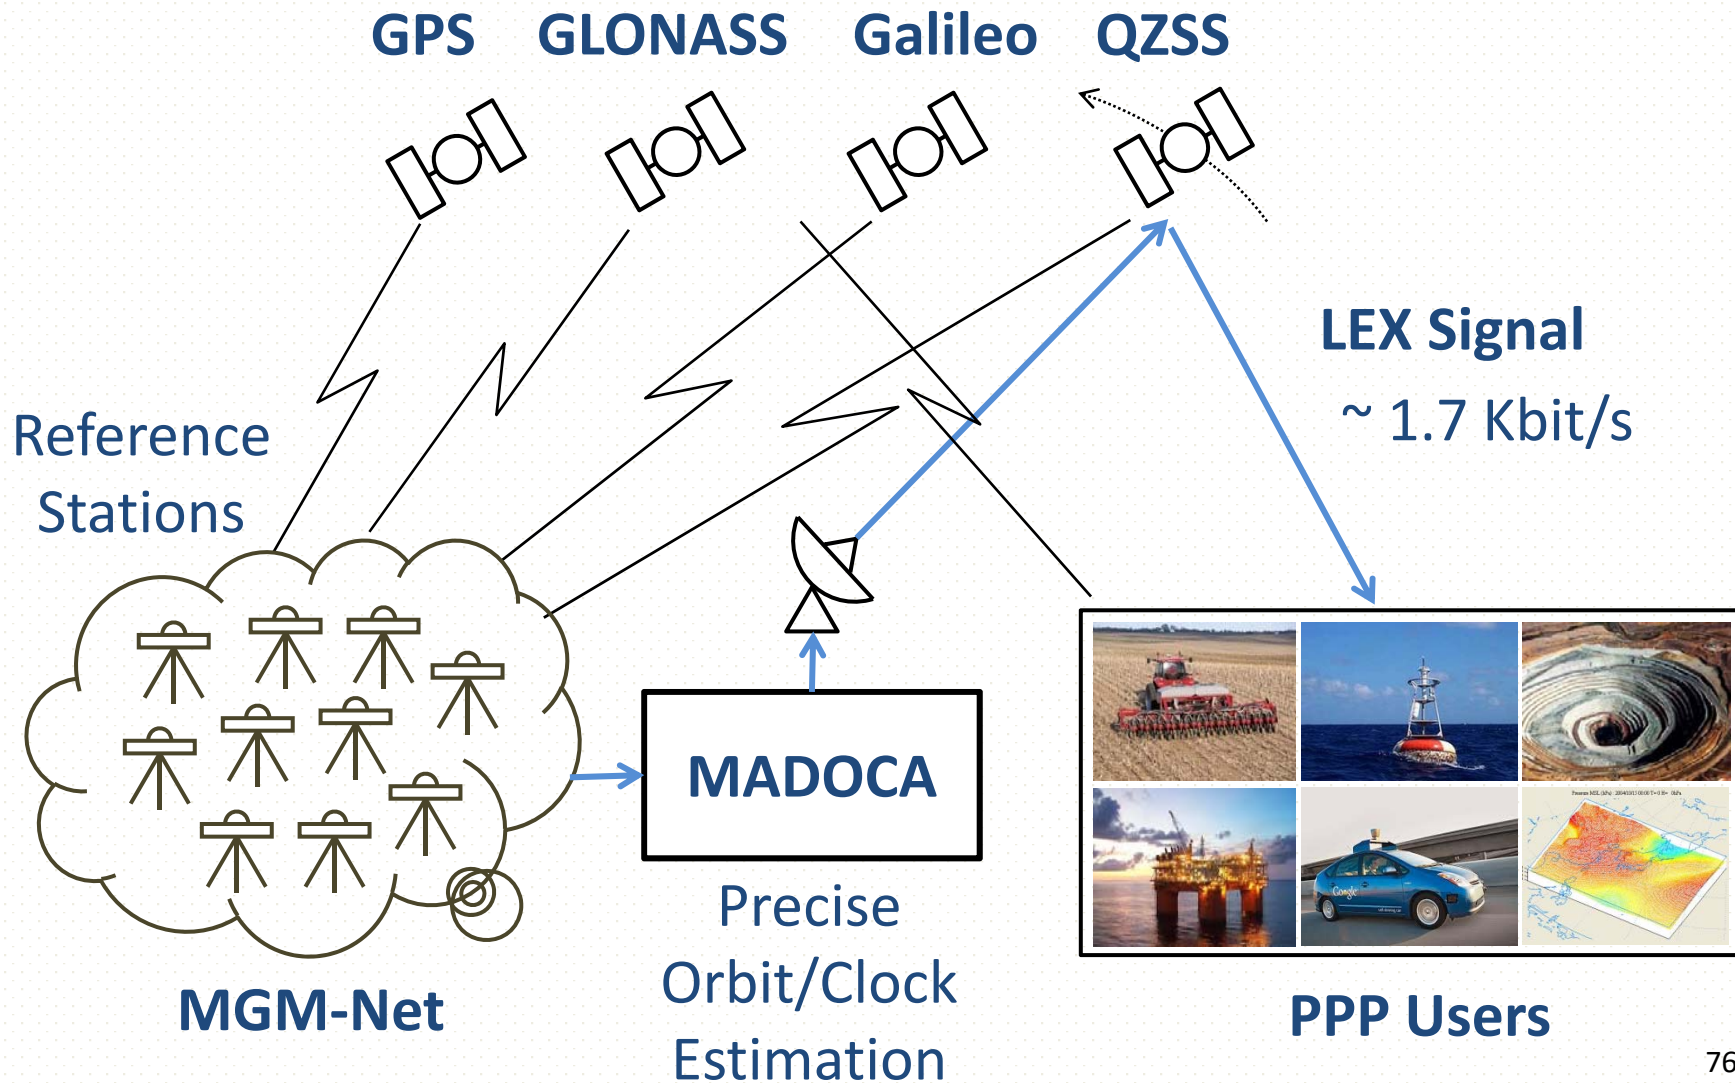 GPS GLONASS Galileo QZSS
LEX Signal
~ 1.7 Kbit/s
Reference
Stations
MADOCA
Google
Precise
Orbit/Clock
Estimation
MGM-Net
PPP Users
76